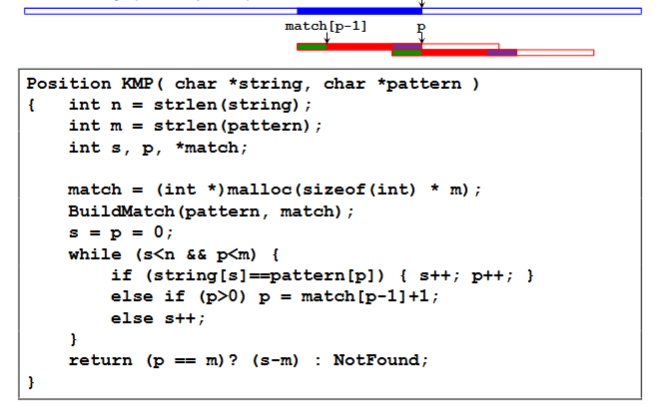 match[p-1] p
Position KMP( char *string, char *pattern )
{ int n = strlen(string);
int m = strlen(pattern);
int s, p, *match;
match = (int *)malloc(sizeof(int) * m);
BuildMatch(pattern, match);
s = p = 0;
while (s<n && p<m) {
if (string[s]==pattern[p]) { s++; p++; }
else if (p>0) p = match[p-1]+1;
else s++;
}
return (p == m)? (s-m) : NotFound;
}